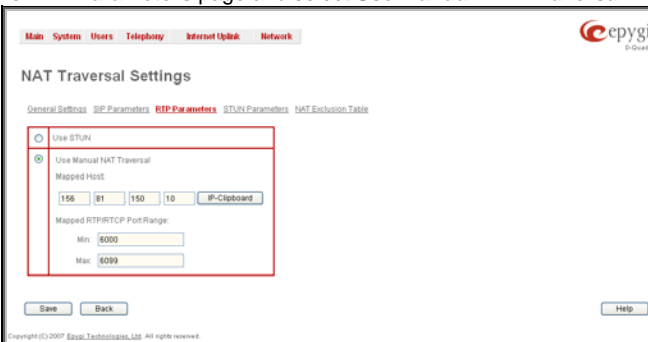 Main System Users Telephony Internet Uplink Network
epygi
NAT Traversal Settings
General Settings SIP Parameters RTP Parameters STUN Parameters NAT Exclusion Table
Use STUN
Use Manual NAT Traversal
Mapped Host:
156 81 150 10 IP-Clipboard
Mapped RTP/RTCP Port Range:
Min: 6000
Max: 6099
Save Back Help
Copyright (C) 2007 Epygi Technologies, Ltd. All rights reserved.